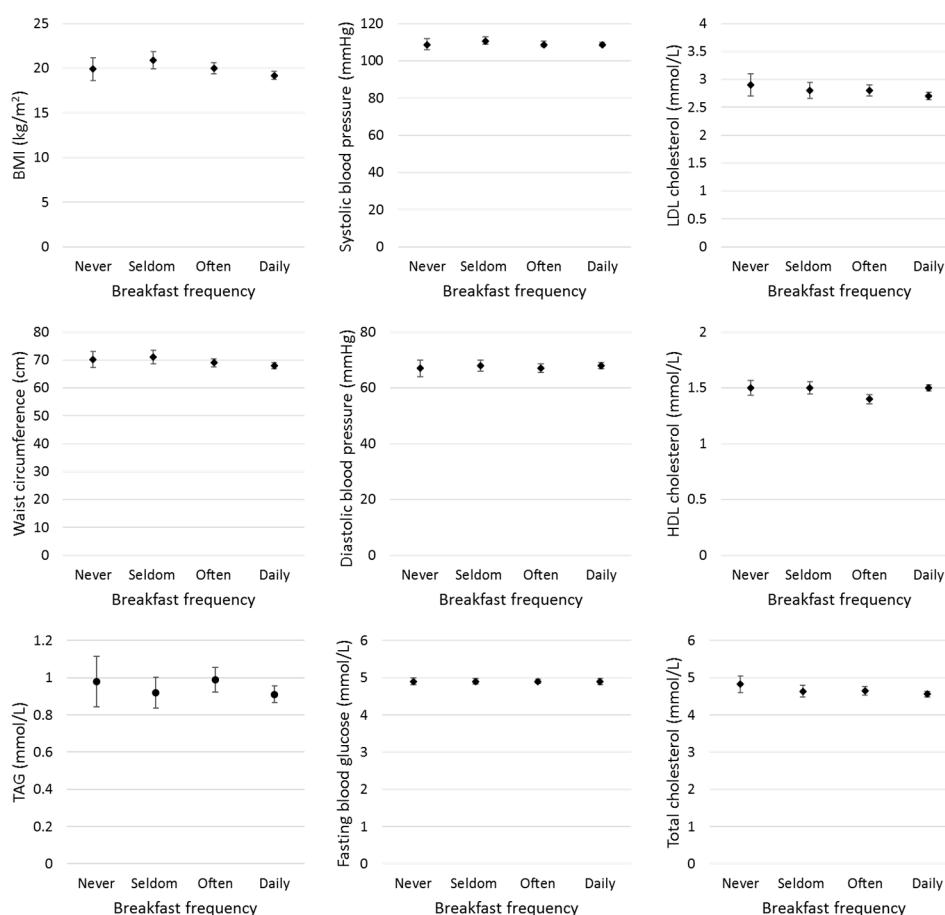 BMI (kg/m²)
25
20
15
10
5
0
Never Seldom Often Daily
Breakfast frequency
Systolic blood pressure (mmHg)
120
100
80
60
40
20
0
Never Seldom Often Daily
Breakfast frequency
LDL cholesterol (mmol/L)
4
3.5
3
2.5
2
1.5
1
0.5
0
Never Seldom Often Daily
Breakfast frequency
Waist circumference (cm)
80
70
60
50
40
30
20
10
0
Never Seldom Often Daily
Breakfast frequency
Diastolic blood pressure (mmHg)
80
60
40
20
0
Never Seldom Often Daily
Breakfast frequency
HDL cholesterol (mmol/L)
2
1.5
1
0.5
0
Never Seldom Often Daily
Breakfast frequency
TAG (mmol/L)
1.2
1
0.8
0.6
0.4
0.2
0
Never Seldom Often Daily
Breakfast frequency
Fasting blood glucose (mmol/L)
6
5
4
3
2
1
0
Never Seldom Often Daily
Breakfast frequency
Total cholesterol (mmol/L)
6
5
4
3
2
1
0
Never Seldom Often Daily
Breakfast frequency